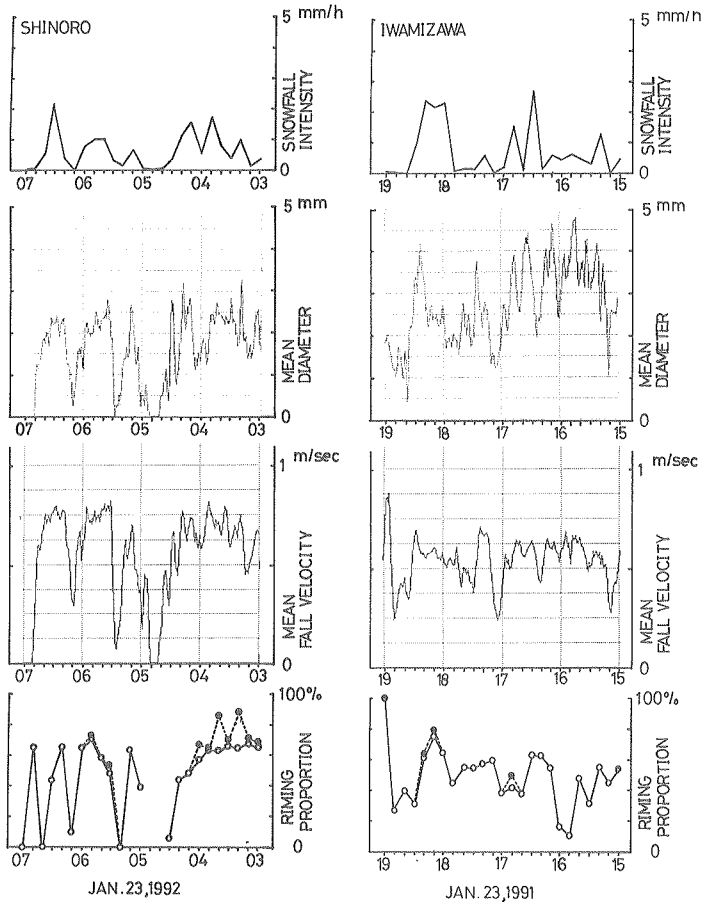 SHINORO
5 mm/h
SNOWFALL
INTENSITY
0
07 06 05 04 03
5 mm
MEAN
DIAMETER
0
07 06 05 04 03
1 m/sec
MEAN
FALL VELOCITY
0
07 06 05 04 03
100%
RIMING
PROPORTION
0
07 06 05 04 03
JAN. 23,1992
IWAMIZAWA
5 mm/h
SNOWFALL
INTENSITY
0
19 18 17 16 15
5 mm
MEAN
DIAMETER
0
19 18 17 16 15
1 m/sec
MEAN
FALL VELOCITY
0
19 18 17 16 15
100%
RIMING
PROPORTION
0
19 18 17 16 15
JAN. 23,1991